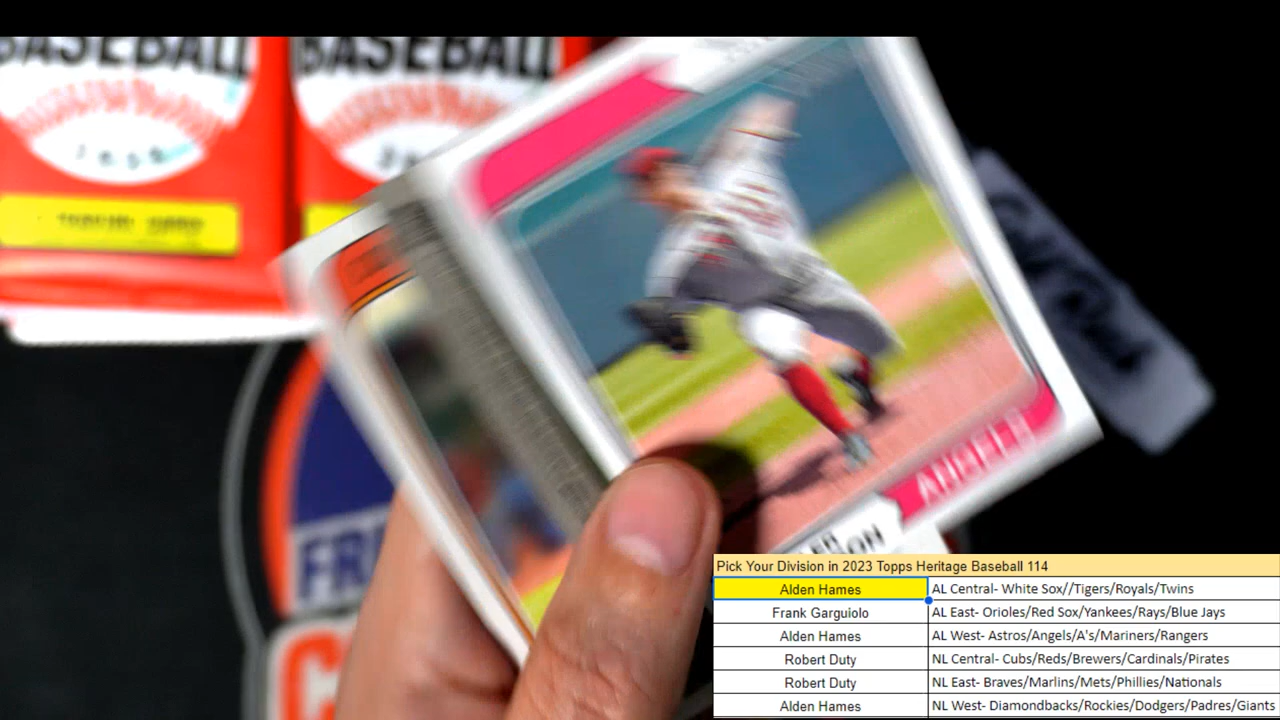 BASEBALL
BASEBALL
FRE
ANGELS
Pick Your Division in 2023 Topps Heritage Baseball 114
Alden Hames AL Central- White Sox//Tigers/Royals/Twins
Frank Garguiolo AL East- Orioles/Red Sox/Yankees/Rays/Blue Jays
Alden Hames AL West- Astros/Angels/A's/Mariners/Rangers
Robert Duty NL Central- Cubs/Reds/Brewers/Cardinals/Pirates
Robert Duty NL East- Braves/Marlins/Mets/Phillies/Nationals
Alden Hames NL West- Diamondbacks/Rockies/Dodgers/Padres/Giants